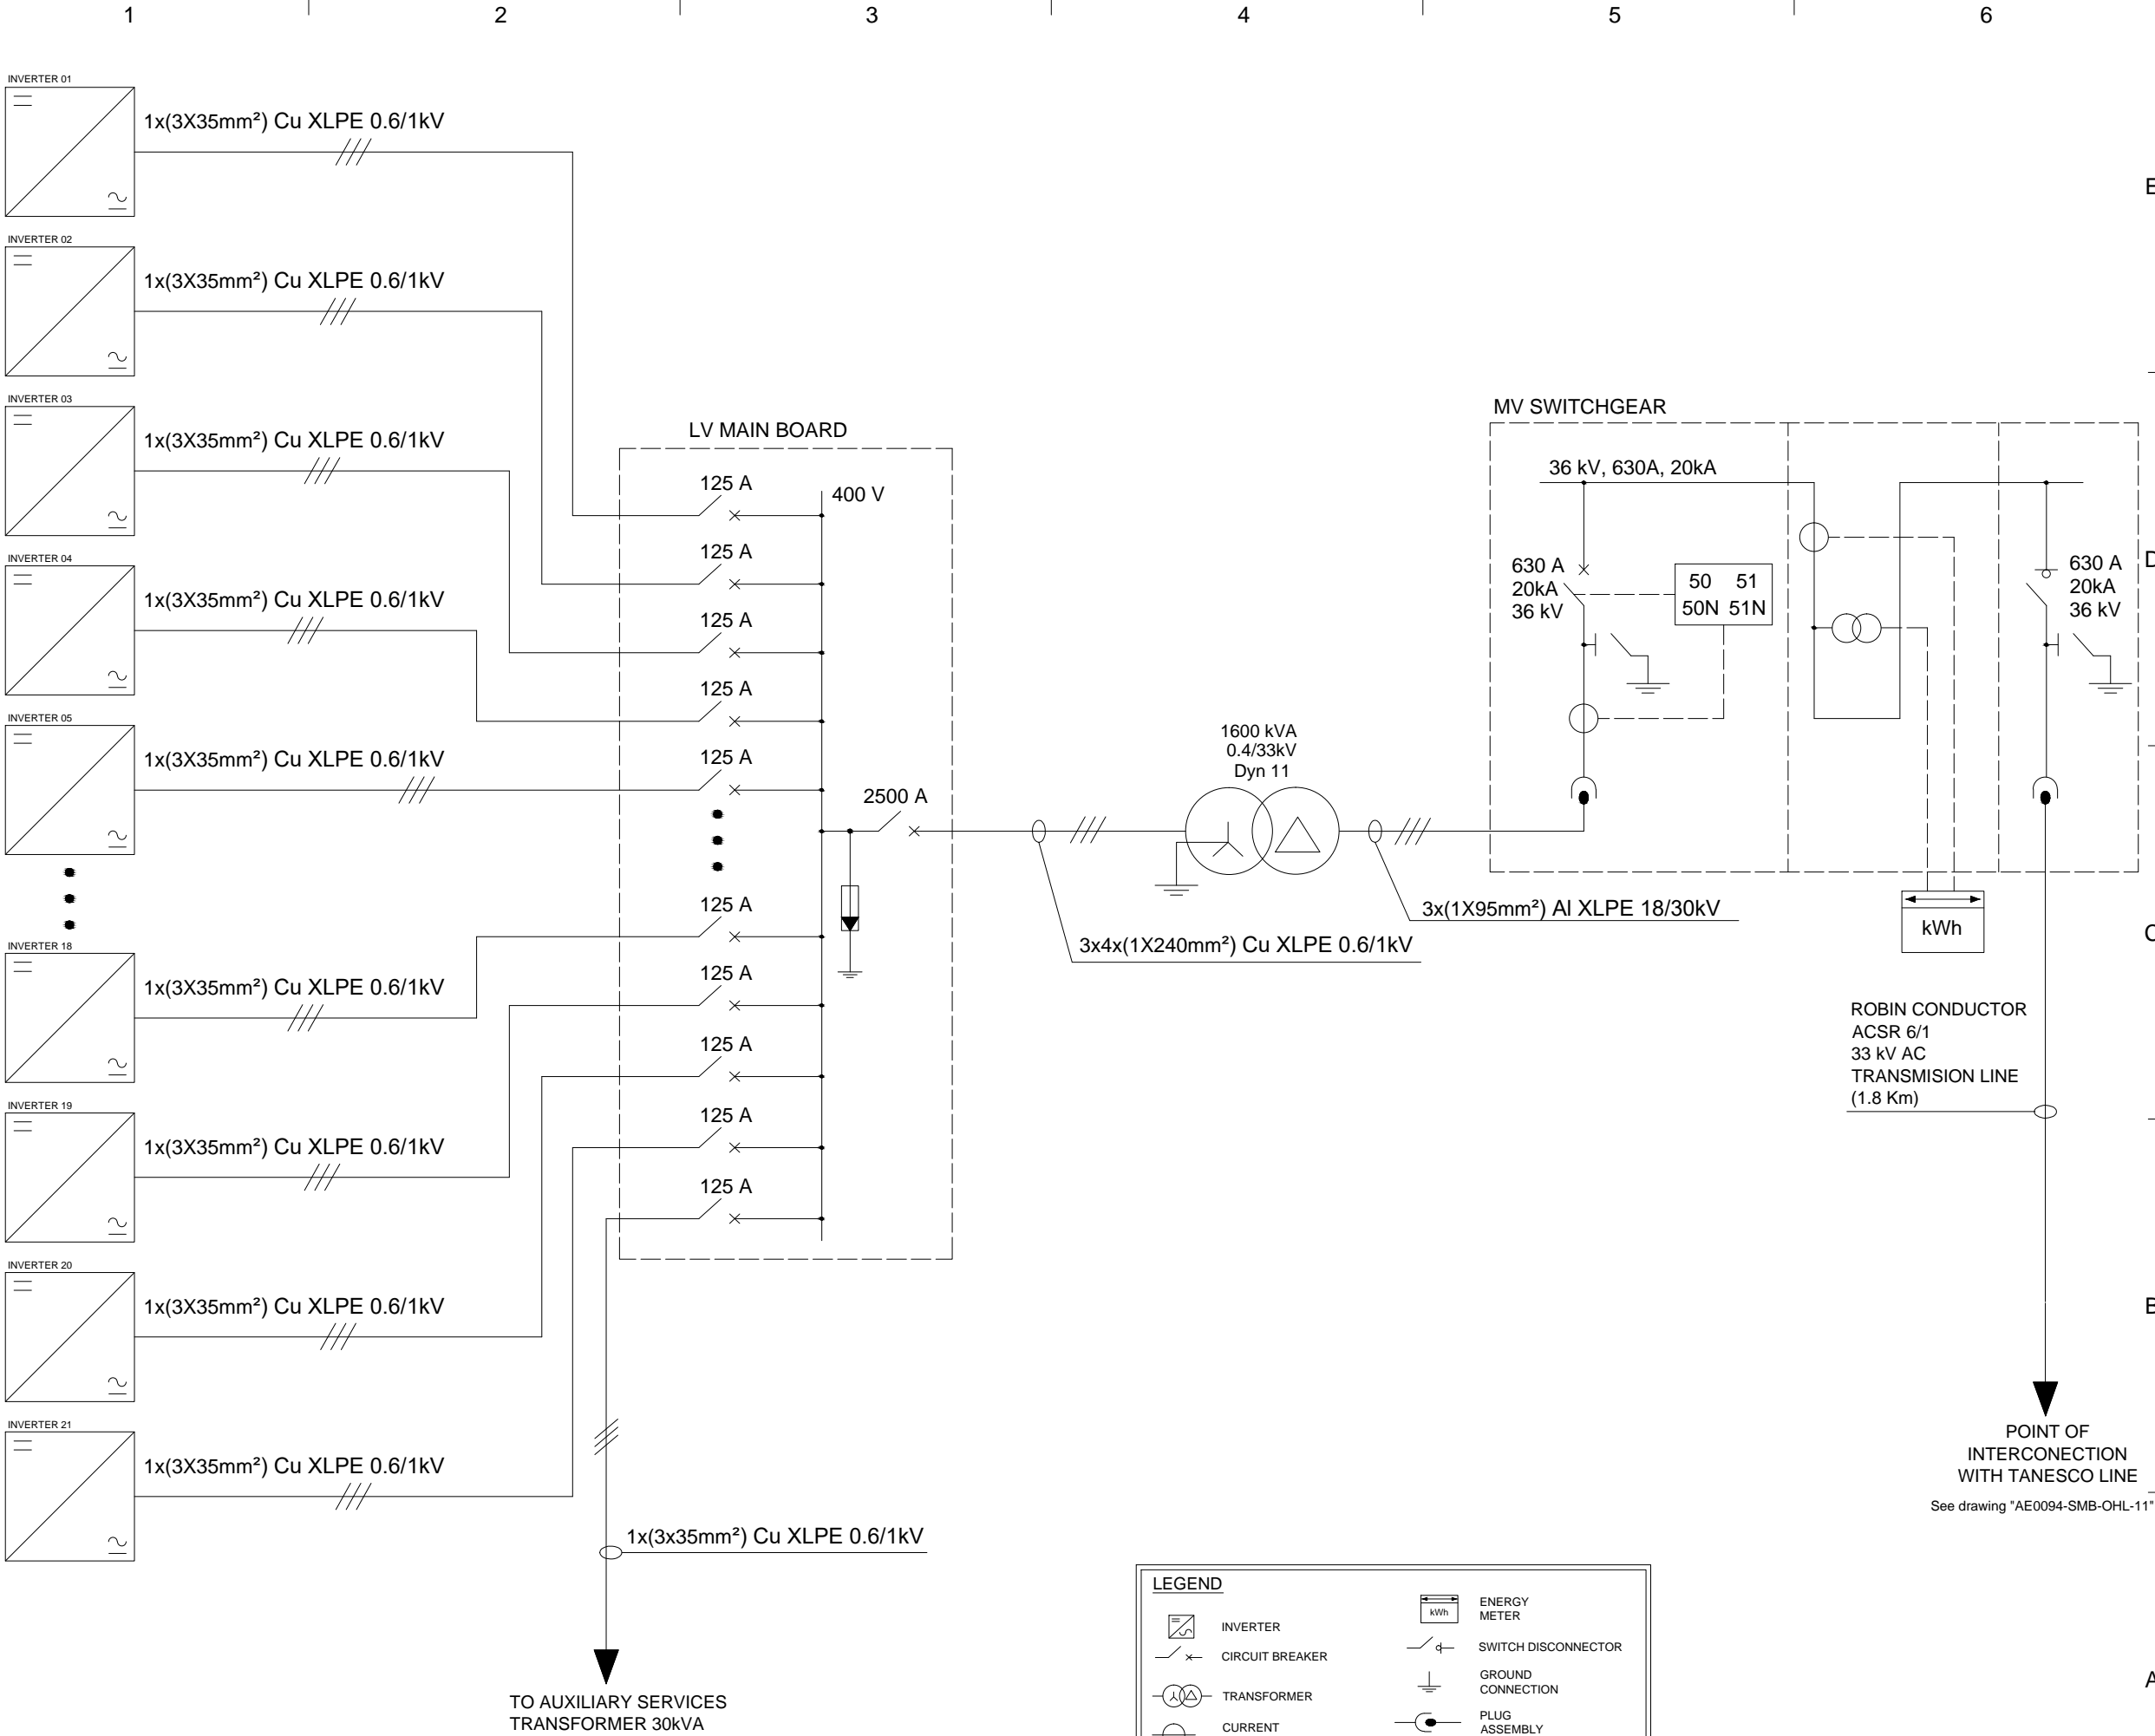 1 2 3 4 5 6
INVERTER 01
1x(3X35mm²) Cu XLPE 0.6/1kV
E
INVERTER 02
1x(3X35mm²) Cu XLPE 0.6/1kV
INVERTER 03
1x(3X35mm²) Cu XLPE 0.6/1kV
INVERTER 04
1x(3X35mm²) Cu XLPE 0.6/1kV
INVERTER 05
1x(3X35mm²) Cu XLPE 0.6/1kV
INVERTER 18
1x(3X35mm²) Cu XLPE 0.6/1kV
INVERTER 19
1x(3X35mm²) Cu XLPE 0.6/1kV
INVERTER 20
1x(3X35mm²) Cu XLPE 0.6/1kV
INVERTER 21
1x(3X35mm²) Cu XLPE 0.6/1kV
LV MAIN BOARD
125 A
400 V
125 A
125 A
125 A
125 A
2500 A
125 A
125 A
125 A
125 A
125 A
1x(3x35mm²) Cu XLPE 0.6/1kV
TO AUXILIARY SERVICES
TRANSFORMER 30kVA
1600 kVA
0.4/33kV
Dyn 11
3x4x(1X240mm²) Cu XLPE 0.6/1kV
3x(1X95mm²) Al XLPE 18/30kV
MV SWITCHGEAR
36 kV, 630A, 20kA
630 A
20kA
36 kV
50 51
50N 51N
630 A
20kA
36 kV
D
kWh
C
ROBIN CONDUCTOR
ACSR 6/1
33 kV AC
TRANSMISION LINE
(1.8 Km)
B
POINT OF
INTERCONECTION
WITH TANESCO LINE
See drawing "AE0094-SMB-OHL-11"
LEGEND
INVERTER
CIRCUIT BREAKER
TRANSFORMER
CURRENT
kWh
ENERGY
METER
SWITCH DISCONNECTOR
GROUND
CONNECTION
PLUG
ASSEMBLY
A